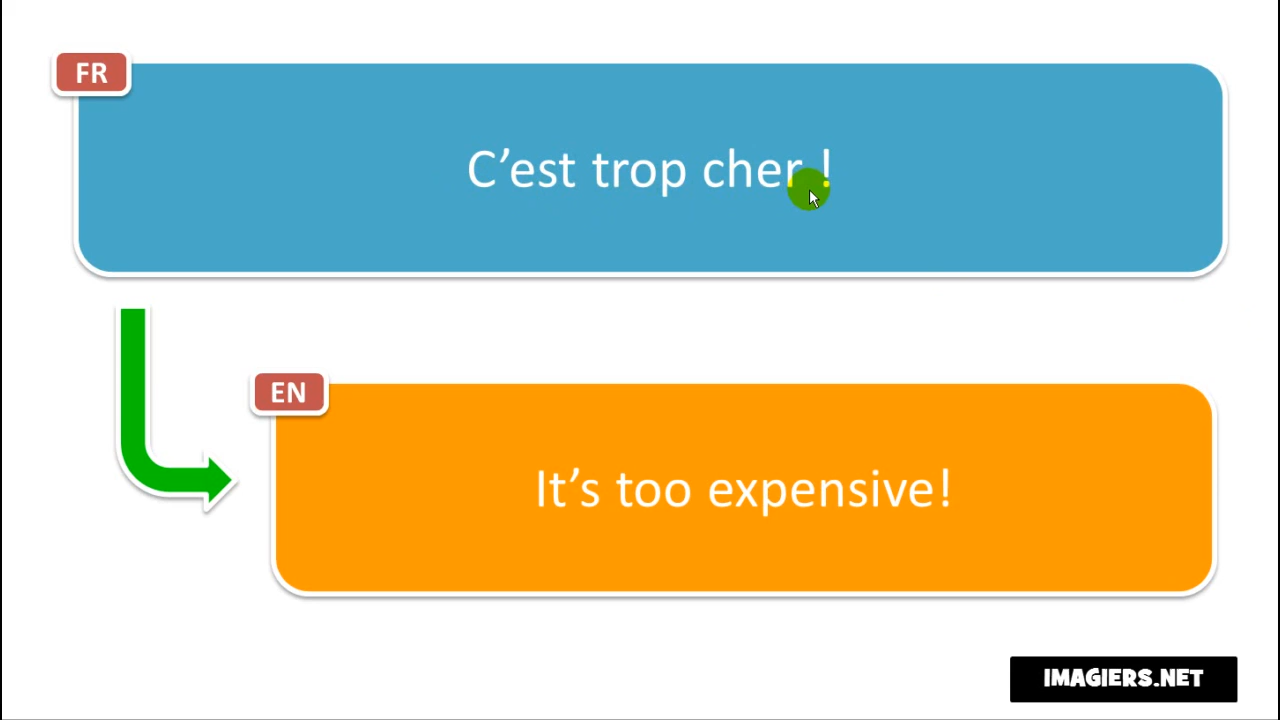 FR
C’est trop cher !
EN
It’s too expensive!
IMAGIERS.NET